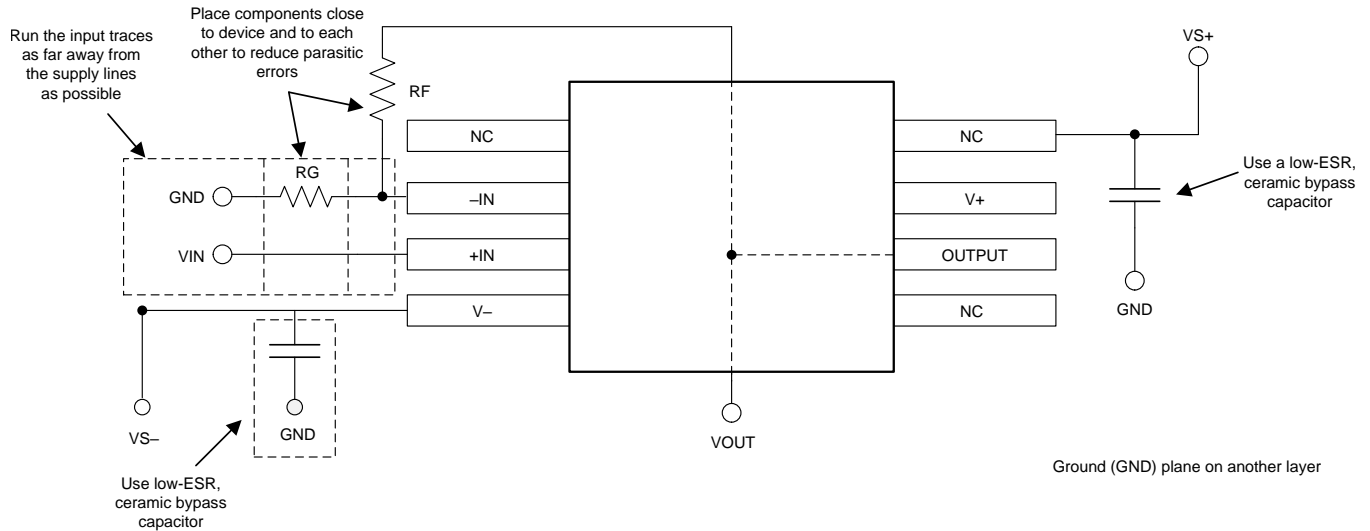 Place components close
to device and to each
other to reduce parasitic
errors
Run the input traces
as far away from
the supply lines
as possible
VS+
RF
NC
NC
Use a low-ESR,
ceramic bypass
capacitor
RG
GND
–IN
V+
VIN
+IN
OUTPUT
V–
NC
GND
VS–
GND
VOUT
Use low-ESR,
ceramic bypass
capacitor
Ground (GND) plane on another layer